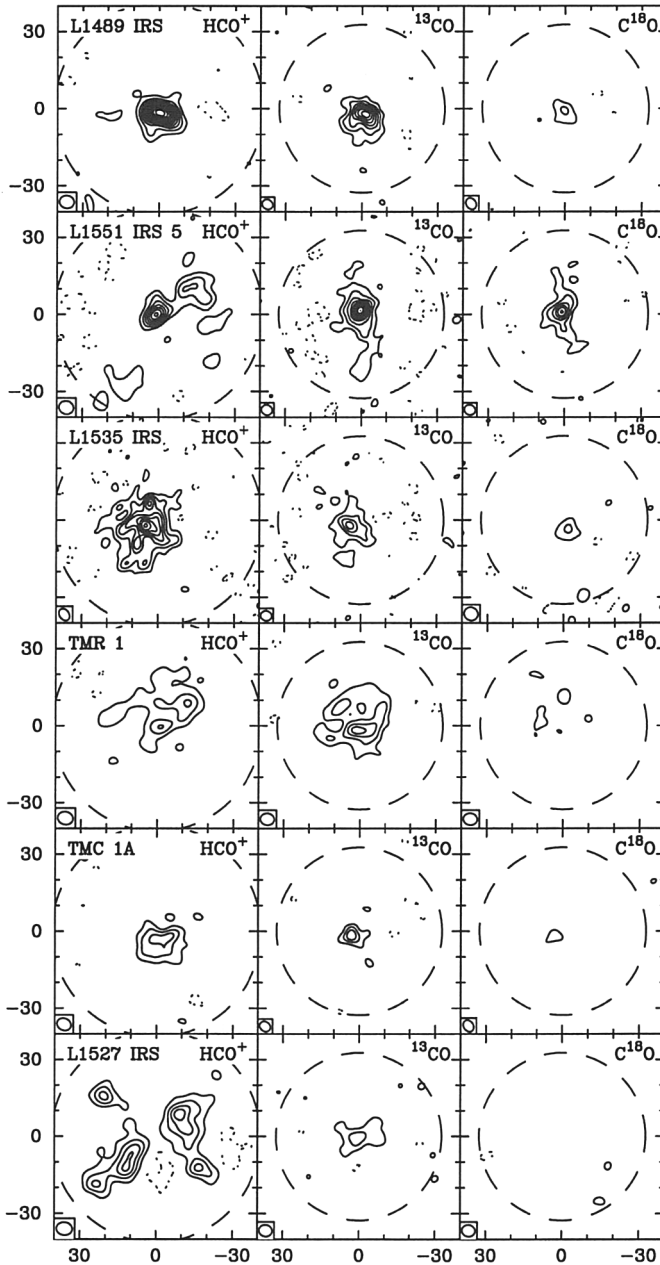 L1489 IRS HCO⁺ ¹³CO C¹⁸O
30
0
−30
L1551 IRS 5 HCO⁺ ¹³CO C¹⁸O
30
0
−30
L1535 IRS HCO⁺ ¹³CO C¹⁸O
TMR 1 HCO⁺ ¹³CO C¹⁸O
30
0
−30
TMC 1A HCO⁺ ¹³CO C¹⁸O
30
0
−30
L1527 IRS HCO⁺ ¹³CO C¹⁸O
30
0
−30
30 0 −30 30 0 −30 30 0 −30